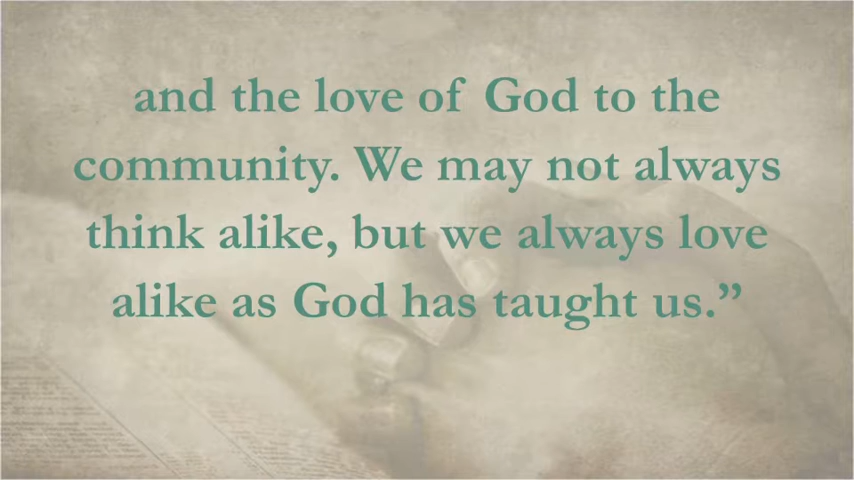 and the love of God to the
community. We may not always
think alike, but we always love
alike as God has taught us.”